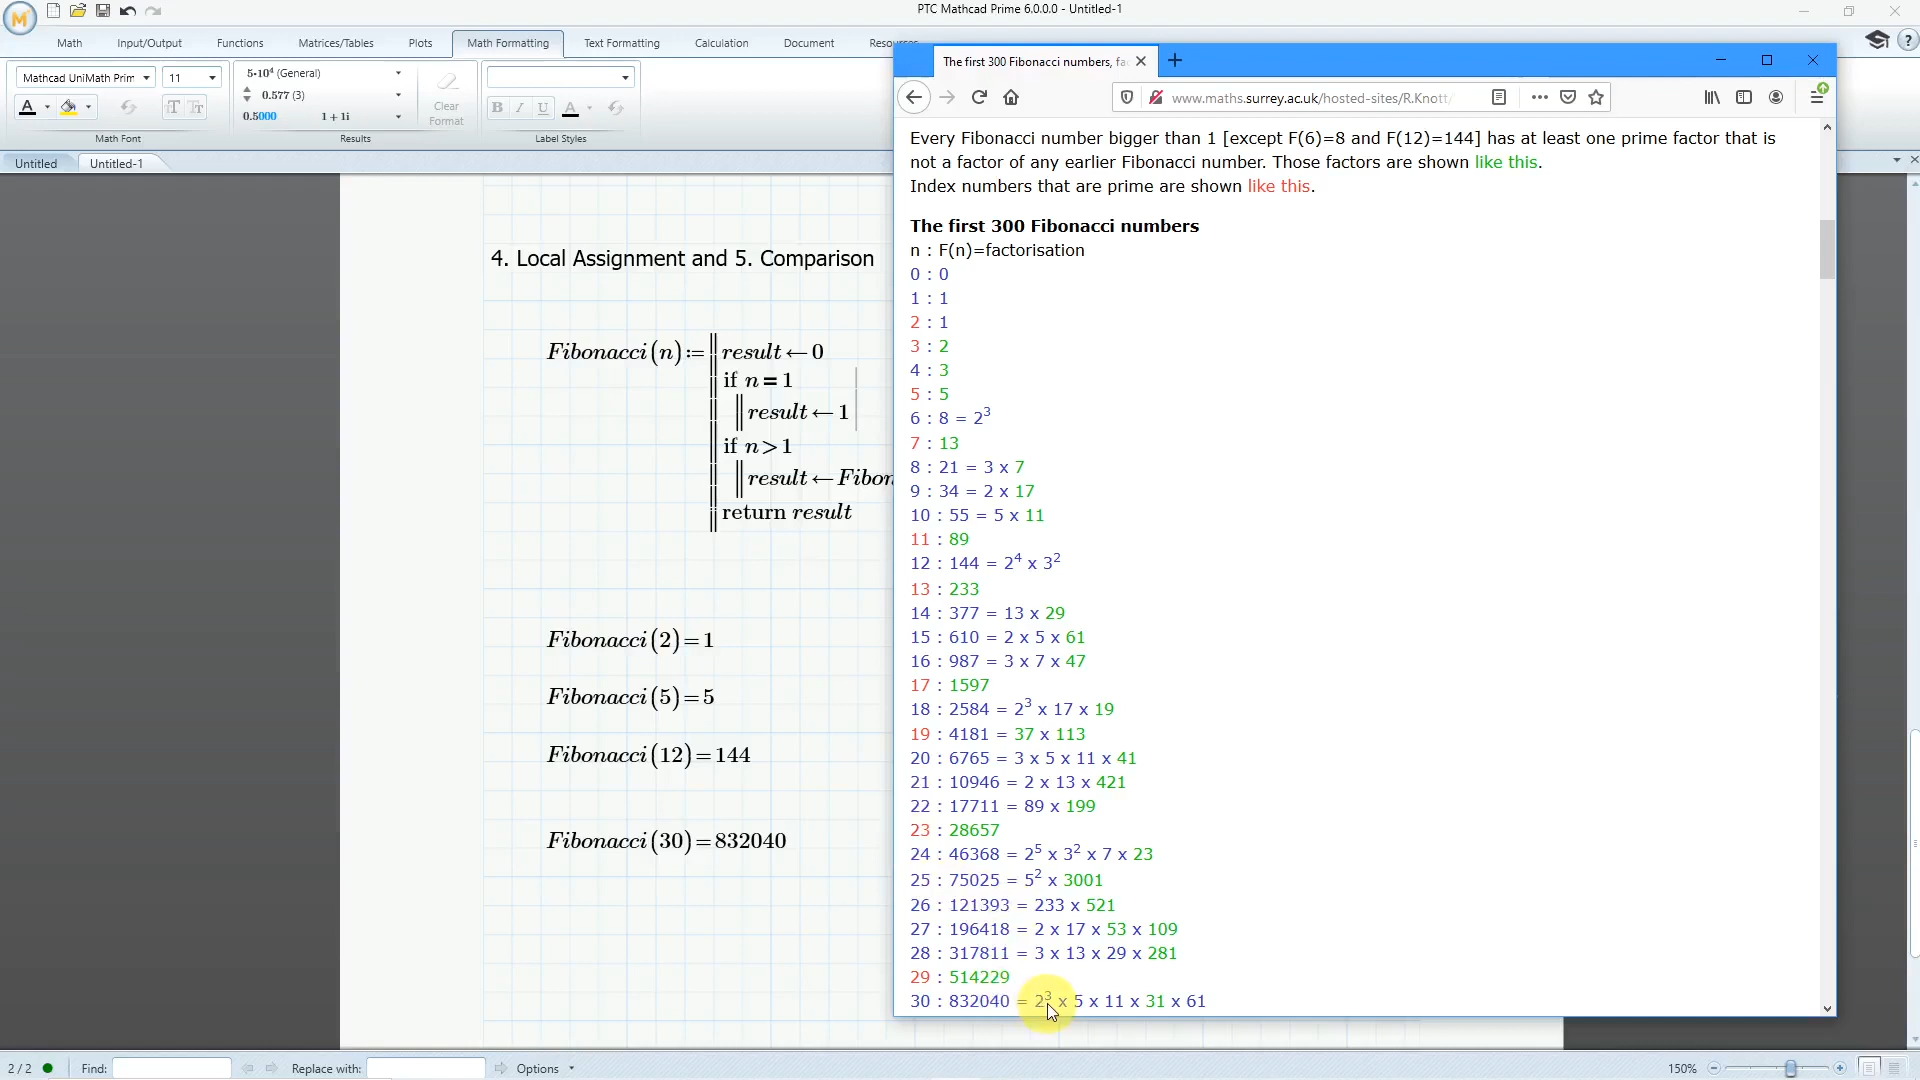 PTC Mathcad Prime 6.0.0.0 - Untitled-1
Math Input/Output Functions Matrices/Tables Plots Math Formatting Text Formatting Calculation Document
Mathcad UniMath Prim 11
5·10⁴ (General)
0.577 (3)
0.5000 1 + 1i
Clear
Format
B I U
Math Font Results Label Styles
Untitled Untitled-1
4. Local Assignment and 5. Comparison
Fibonacci(n):=‖result←0
if n=1
‖result←1
if n>1
‖result←Fibon
return result
Fibonacci(2)=1
Fibonacci(5)=5
Fibonacci(12)=144
Fibonacci(30)=832040
The first 300 Fibonacci numbers, fac
www.maths.surrey.ac.uk/hosted-sites/R.Knott/
Every Fibonacci number bigger than 1 [except F(6)=8 and F(12)=144] has at least one prime factor that is
not a factor of any earlier Fibonacci number. Those factors are shown like this.
Index numbers that are prime are shown like this.
The first 300 Fibonacci numbers
n : F(n)=factorisation
0 : 0
1 : 1
2 : 1
3 : 2
4 : 3
5 : 5
6 : 8 = 2³
7 : 13
8 : 21 = 3 x 7
9 : 34 = 2 x 17
10 : 55 = 5 x 11
11 : 89
12 : 144 = 2⁴ x 3²
13 : 233
14 : 377 = 13 x 29
15 : 610 = 2 x 5 x 61
16 : 987 = 3 x 7 x 47
17 : 1597
18 : 2584 = 2³ x 17 x 19
19 : 4181 = 37 x 113
20 : 6765 = 3 x 5 x 11 x 41
21 : 10946 = 2 x 13 x 421
22 : 17711 = 89 x 199
23 : 28657
24 : 46368 = 2⁵ x 3² x 7 x 23
25 : 75025 = 5² x 3001
26 : 121393 = 233 x 521
27 : 196418 = 2 x 17 x 53 x 109
28 : 317811 = 3 x 13 x 29 x 281
29 : 514229
30 : 832040 = 2³ x 5 x 11 x 31 x 61
2 / 2 Find: Replace with: Options 150%